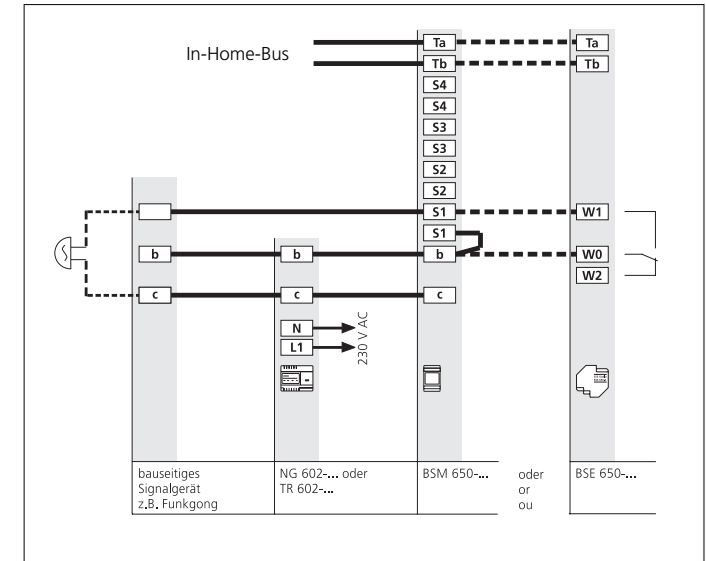 In-Home-Bus
Ta Ta
Tb Tb
S4
S4
S3
S3
S2
S2
S1 W1
S1
b b b W0
W2
c c c
N
L1
230 V AC
bauseitiges
Signalgerät
z.B. Funkgong
NG 602-... oder
TR 602-...
BSM 650-...
oder
or
ou
BSE 650-...